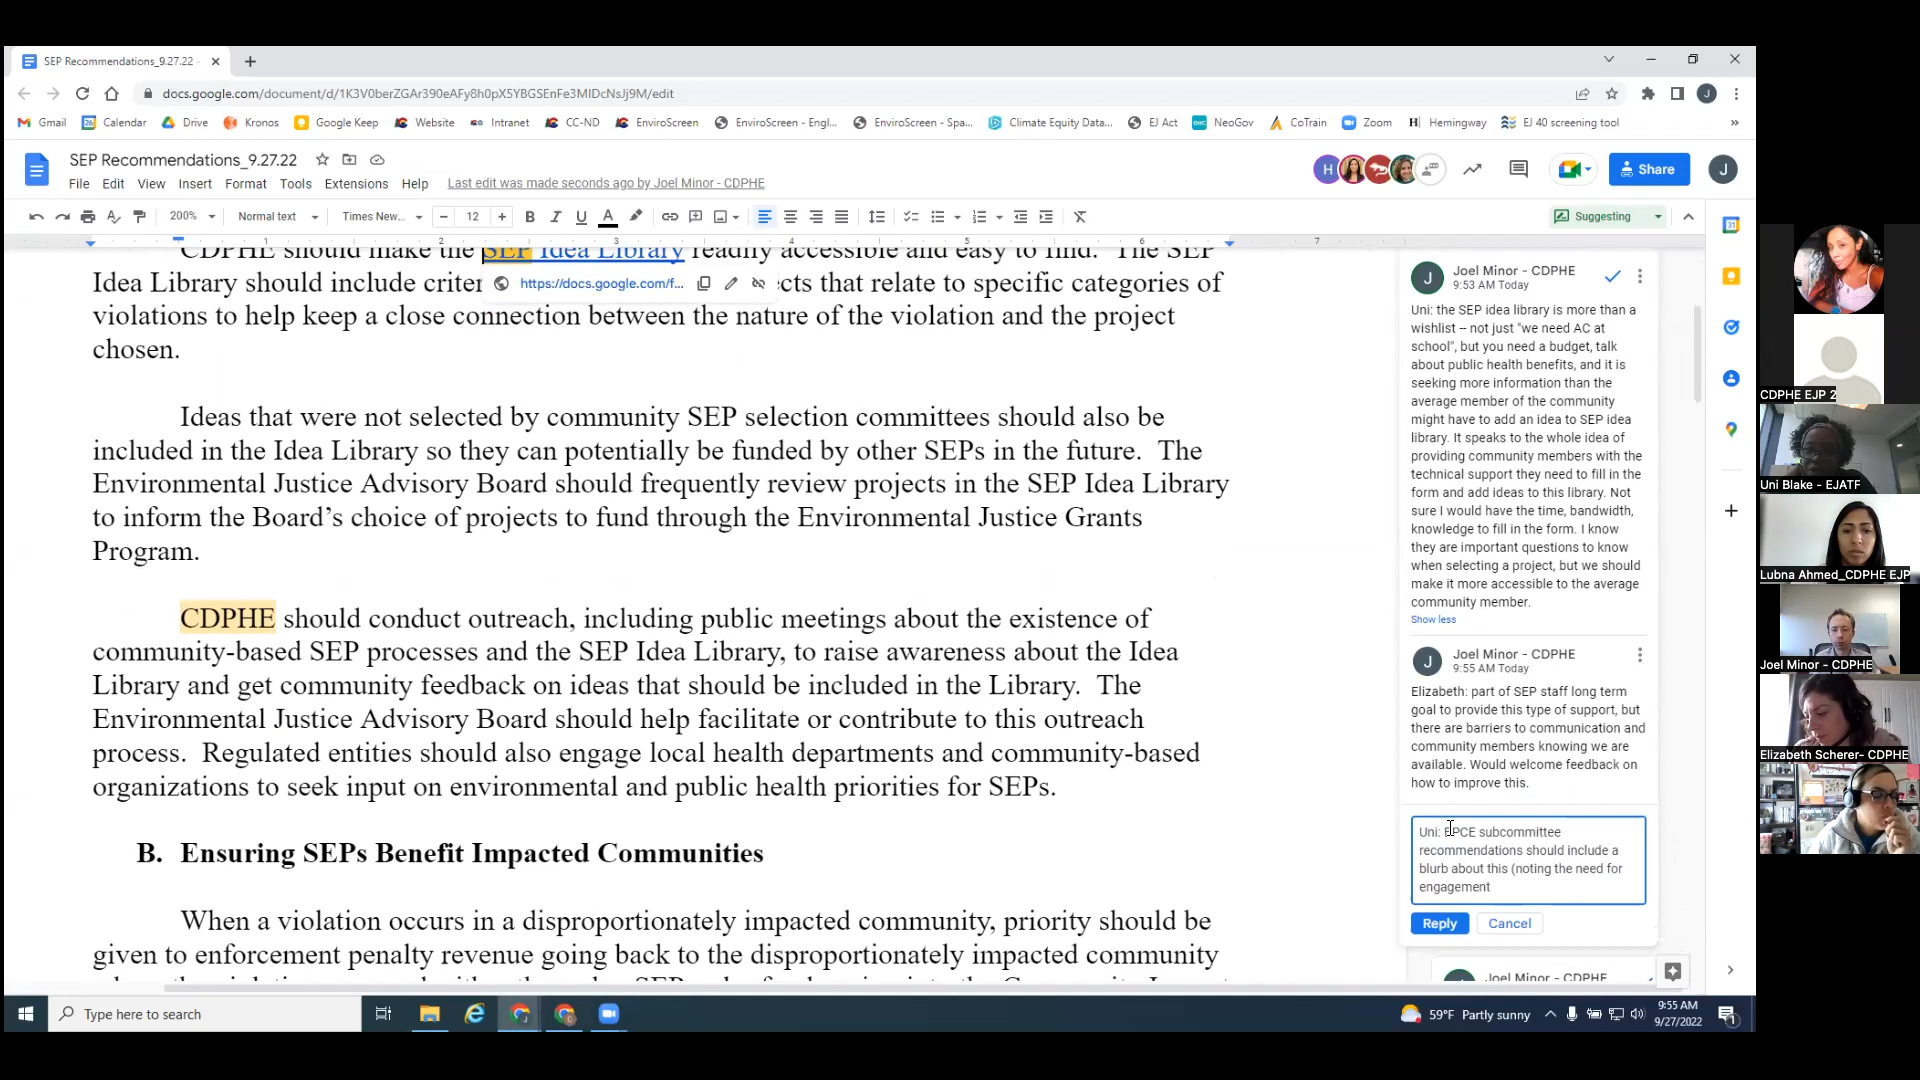 SEP Recommendations_9.27.22 -
docs.google.com/document/d/1K3V0berZGAr390eAFy8h0pX5YBGSEnFe3MIDcNsJj9M/edit
J
Gmail Calendar Drive Kronos Google Keep Website Intranet CC-ND EnviroScreen EnviroScreen - Engl... EnviroScreen - Spa... Climate Equity Data... EJ Act NeoGov CoTrain Zoom Hemingway EJ 40 screening tool
SEP Recommendations_9.27.22
File Edit View Insert Format Tools Extensions Help Last edit was made seconds ago by Joel Minor - CDPHE
H Share J
200% Normal text Times New... 12 B I U A Suggesting
1 2 3 4 5 6 7
CDPHE should make the SEP Idea Library readily accessible and easy to find. The SEP
Idea Library should include criter https://docs.google.com/f... cts that relate to specific categories of
violations to help keep a close connection between the nature of the violation and the project
chosen.
Ideas that were not selected by community SEP selection committees should also be
included in the Idea Library so they can potentially be funded by other SEPs in the future. The
Environmental Justice Advisory Board should frequently review projects in the SEP Idea Library
to inform the Board’s choice of projects to fund through the Environmental Justice Grants
Program.
CDPHE should conduct outreach, including public meetings about the existence of
community-based SEP processes and the SEP Idea Library, to raise awareness about the Idea
Library and get community feedback on ideas that should be included in the Library. The
Environmental Justice Advisory Board should help facilitate or contribute to this outreach
process. Regulated entities should also engage local health departments and community-based
organizations to seek input on environmental and public health priorities for SEPs.
B. Ensuring SEPs Benefit Impacted Communities
When a violation occurs in a disproportionately impacted community, priority should be
given to enforcement penalty revenue going back to the disproportionately impacted community
J
Joel Minor - CDPHE
9:53 AM Today
Uni: the SEP idea library is more than a
wishlist -- not just "we need AC at
school", but you need a budget, talk
about public health benefits, and it is
seeking more information than the
average member of the community
might have to add an idea to SEP idea
library. It speaks to the whole idea of
providing community members with the
technical support they need to fill in the
form and add ideas to this library. Not
sure I would have the time, bandwidth,
knowledge to fill in the form. I know
they are important questions to know
when selecting a project, but we should
make it more accessible to the average
community member.
Show less
J
Joel Minor - CDPHE
9:55 AM Today
Elizabeth: part of SEP staff long term
goal to provide this type of support, but
there are barriers to communication and
community members knowing we are
available. Would welcome feedback on
how to improve this.
Uni: BPCE subcommittee
recommendations should include a
blurb about this (noting the need for
engagement
Reply Cancel
Joel Minor - CDPHE
CDPHE EJP 2
Uni Blake - EJATF
Lubna Ahmed_CDPHE EJP
Joel Minor - CDPHE
Elizabeth Scherer- CDPHE
Type here to search
59°F Partly sunny
9:55 AM
9/27/2022